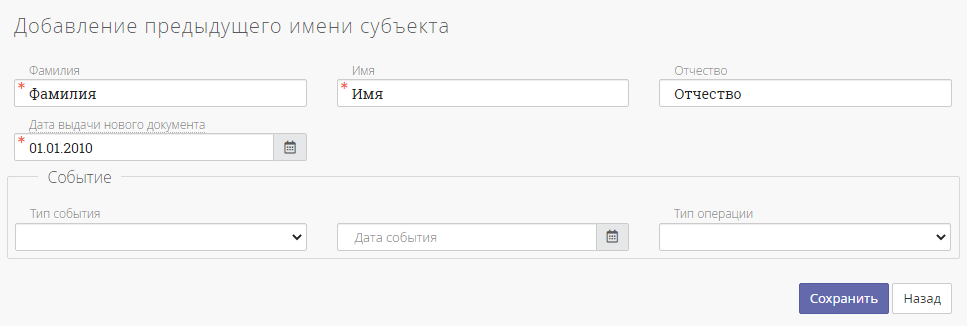 Добавление предыдущего имени субъекта
Фамилия Имя Отчество
* Фамилия * Имя Отчество
Дата выдачи нового документа
* 01.01.2010
Событие
Тип события Тип операции
Дата события
Сохранить Назад